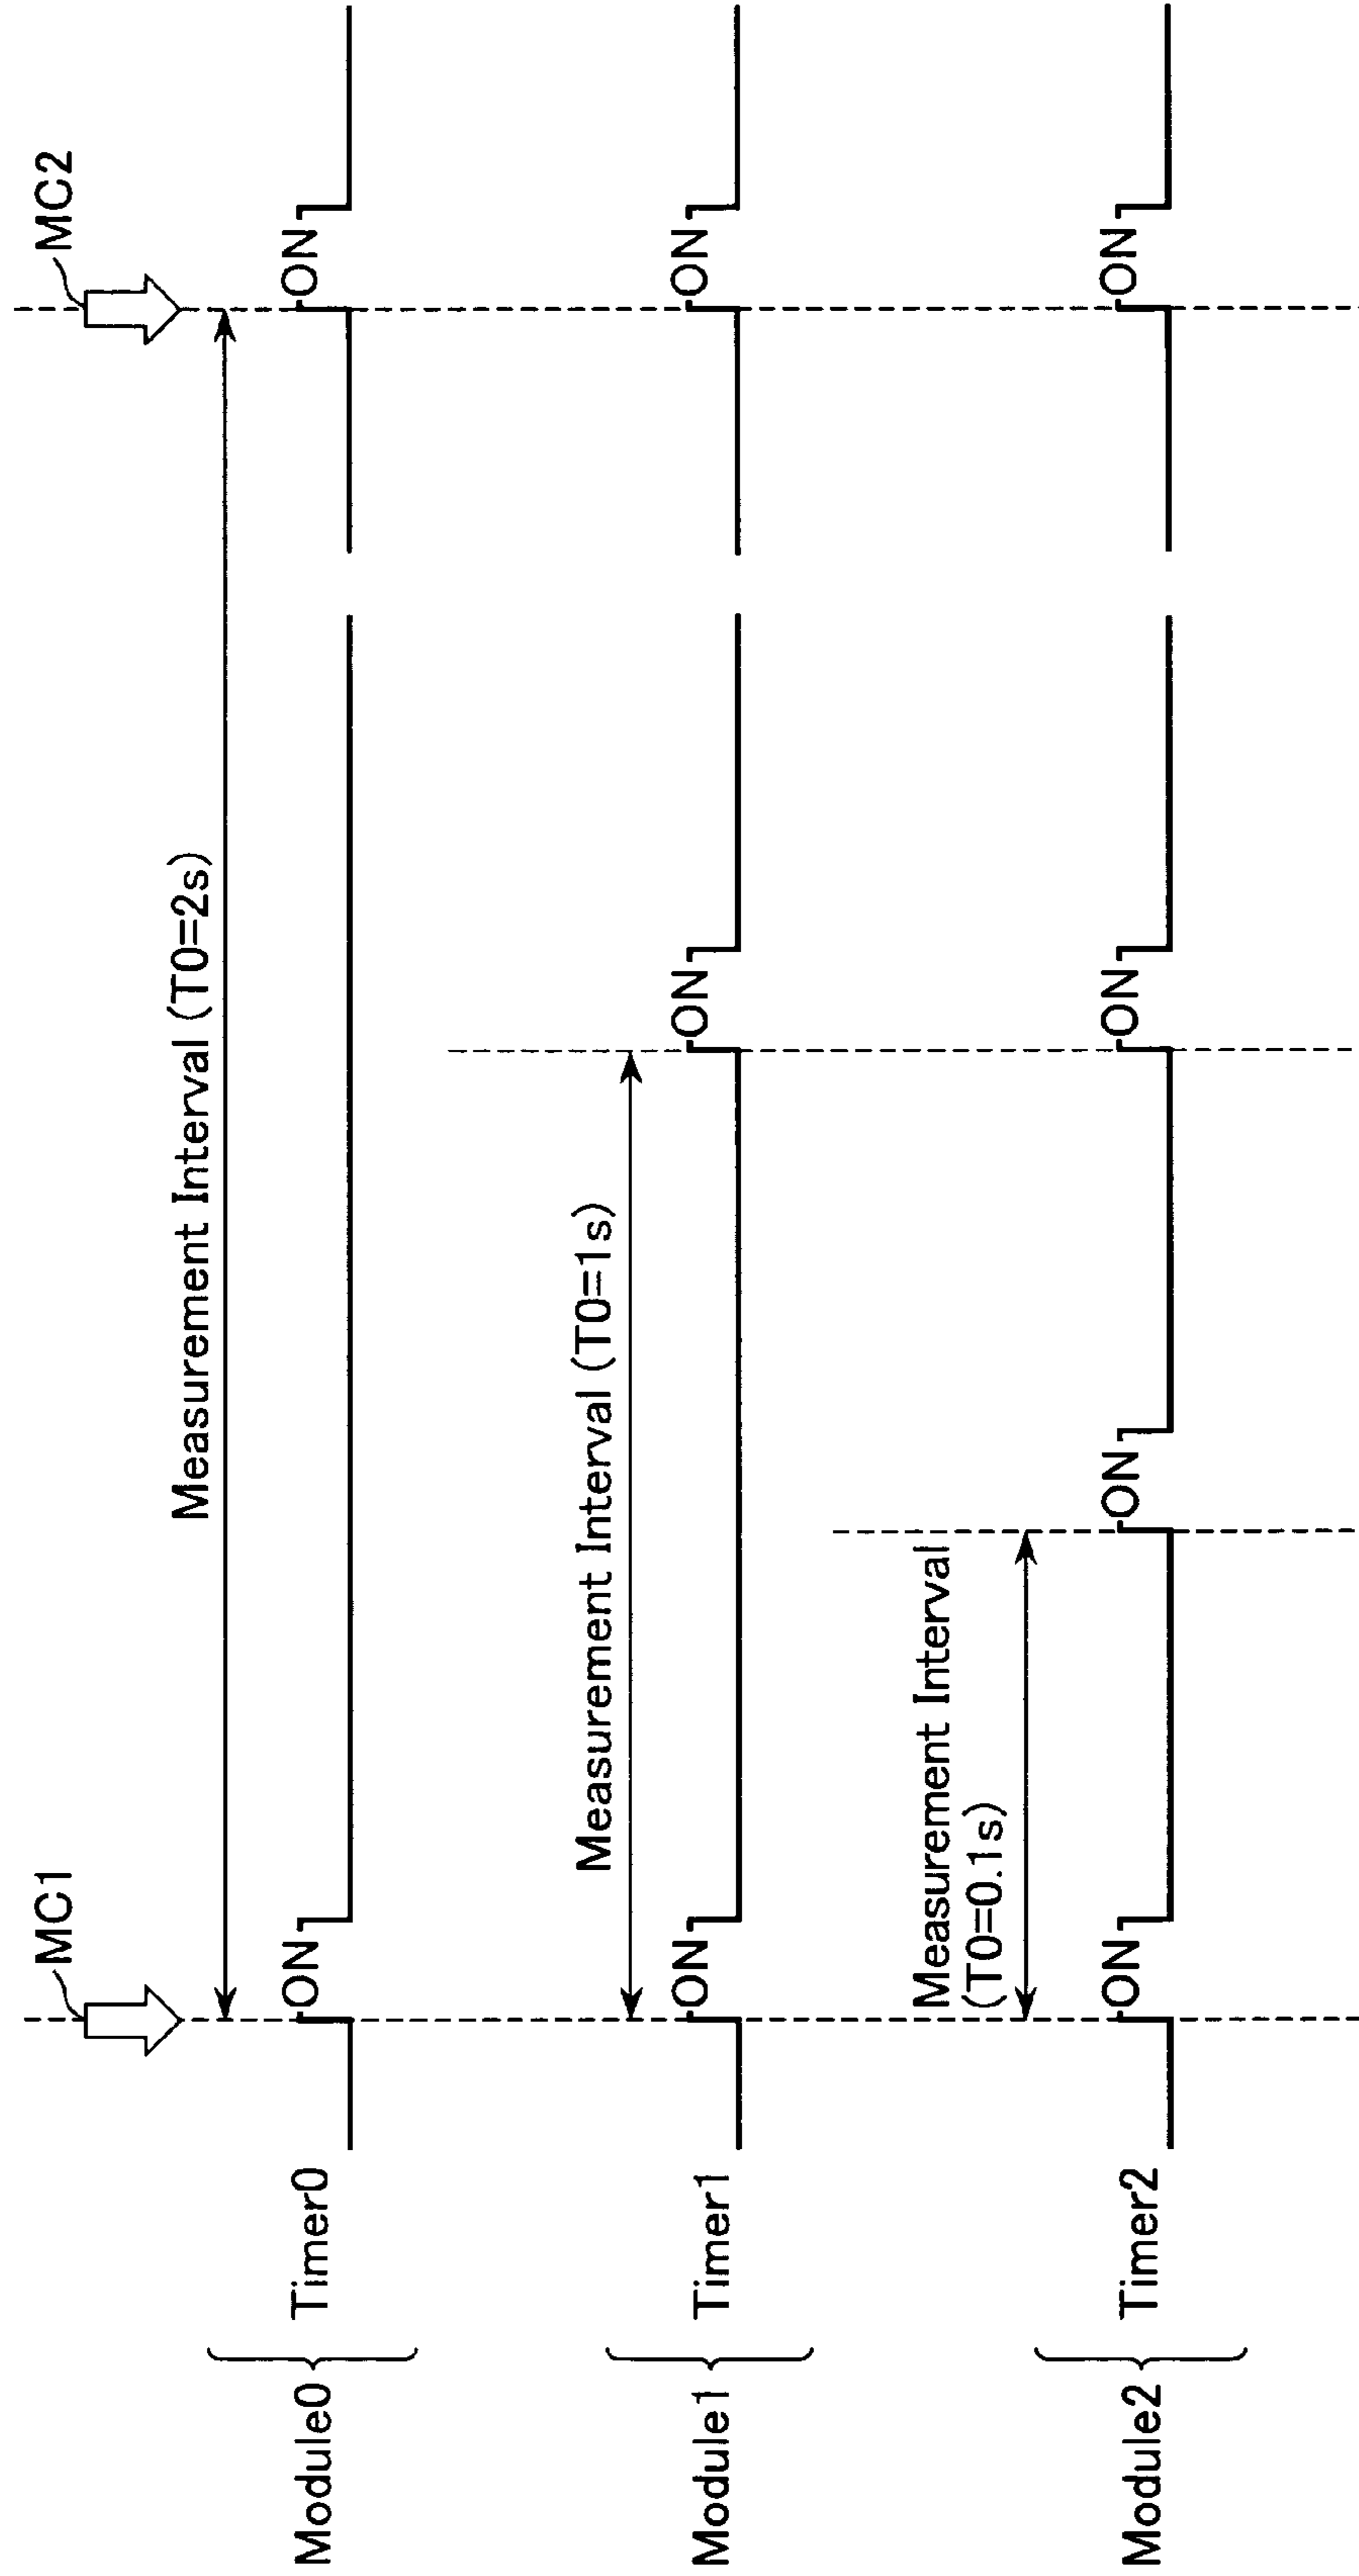 MC1
MC2
Measurement Interval (T0=2s)
Module0
Timer0
ON
ON
Measurement Interval (T0=1s)
Module1
Timer1
ON
ON
ON
Measurement Interval
(T0=0.1s)
Module2
Timer2
ON
ON
ON
ON